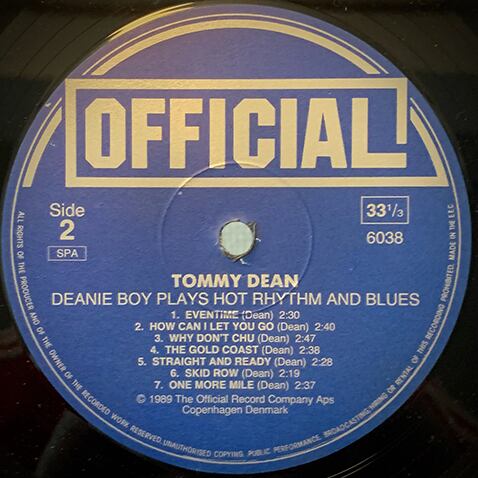 OFFICIAL
Side
2
SPA
33 1/3
6038
TOMMY DEAN
DEANIE BOY PLAYS HOT RHYTHM AND BLUES
1. EVENTIME (Dean) 2:30
2. HOW CAN I LET YOU GO (Dean) 2:40
3. WHY DON'T CHU (Dean) 2:47
4. THE GOLD COAST (Dean) 2:38
5. STRAIGHT AND READY (Dean) 2:28
6. SKID ROW (Dean) 2:19
7. ONE MORE MILE (Dean) 2:37
© 1989 The Official Record Company Aps
Copenhagen Denmark
ALL RIGHTS OF THE PRODUCER AND OF THE OWNER OF THE RECORDED WORK RESERVED. UNAUTHORISED COPYING, PUBLIC PERFORMANCE, BROADCASTING, HIRING OR RENTAL OF THIS RECORDING PROHIBITED. MADE IN THE E.E.C.